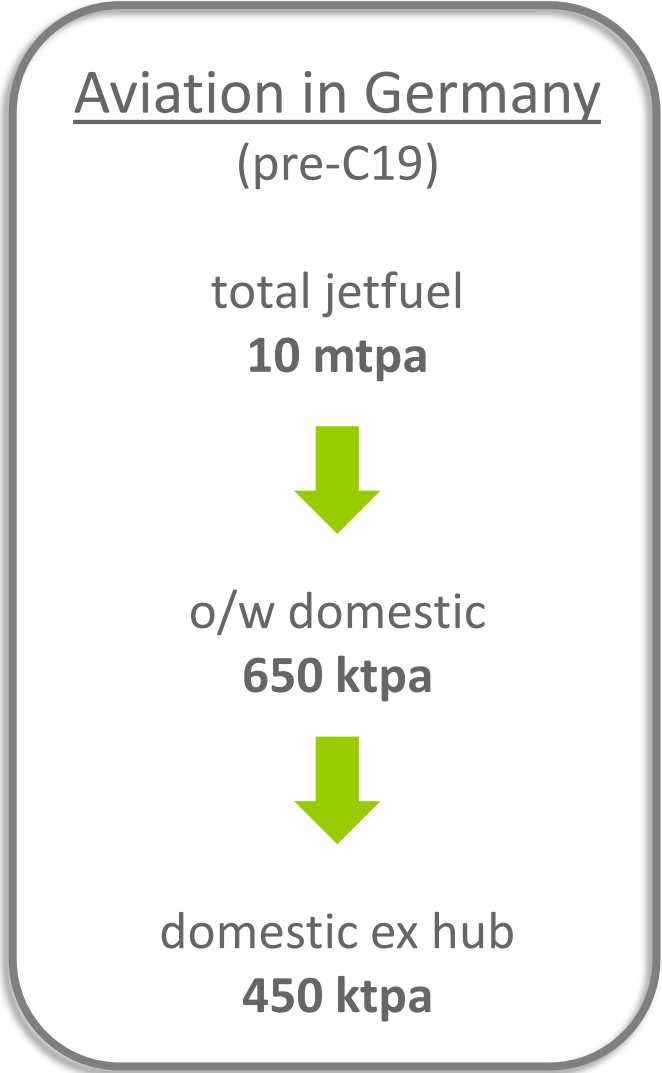 Aviation in Germany
(pre-C19)
total jetfuel
10 mtpa
o/w domestic
650 ktpa
domestic ex hub
450 ktpa